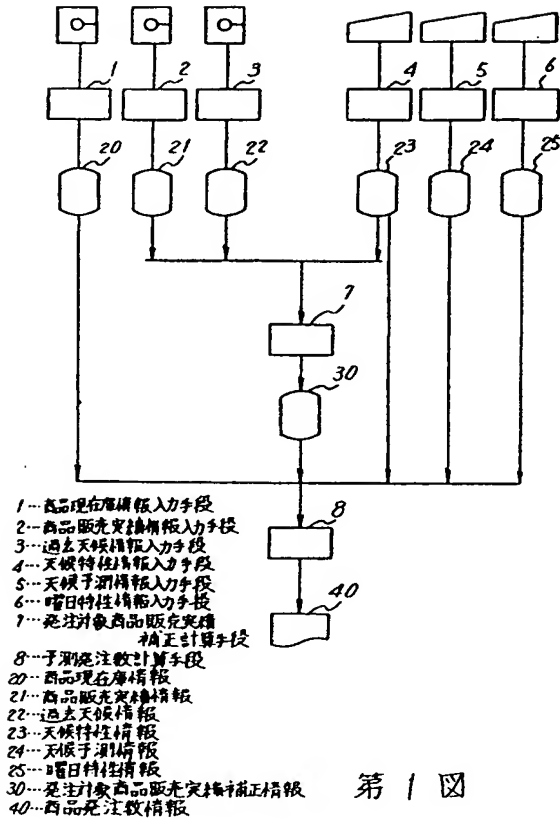 1 2 3 4 5 6
20 21 22 23 24 25
7
30
8
40
1…商品現在庫情報入力手段
2…商品販売実績情報入力手段
3…過去天候情報入力手段
4…天候特性情報入力手段
5…天候予測情報入力手段
6…曜日特性情報入力手段
7…発注対象商品販売実績
補正計算手段
8…予測発注数計算手段
20…商品現在庫情報
21…商品販売実績情報
22…過去天候情報
23…天候特性情報
24…天候予測情報
25…曜日特性情報
30…発注対象商品販売実績補正情報
40…商品発注数情報
第1図